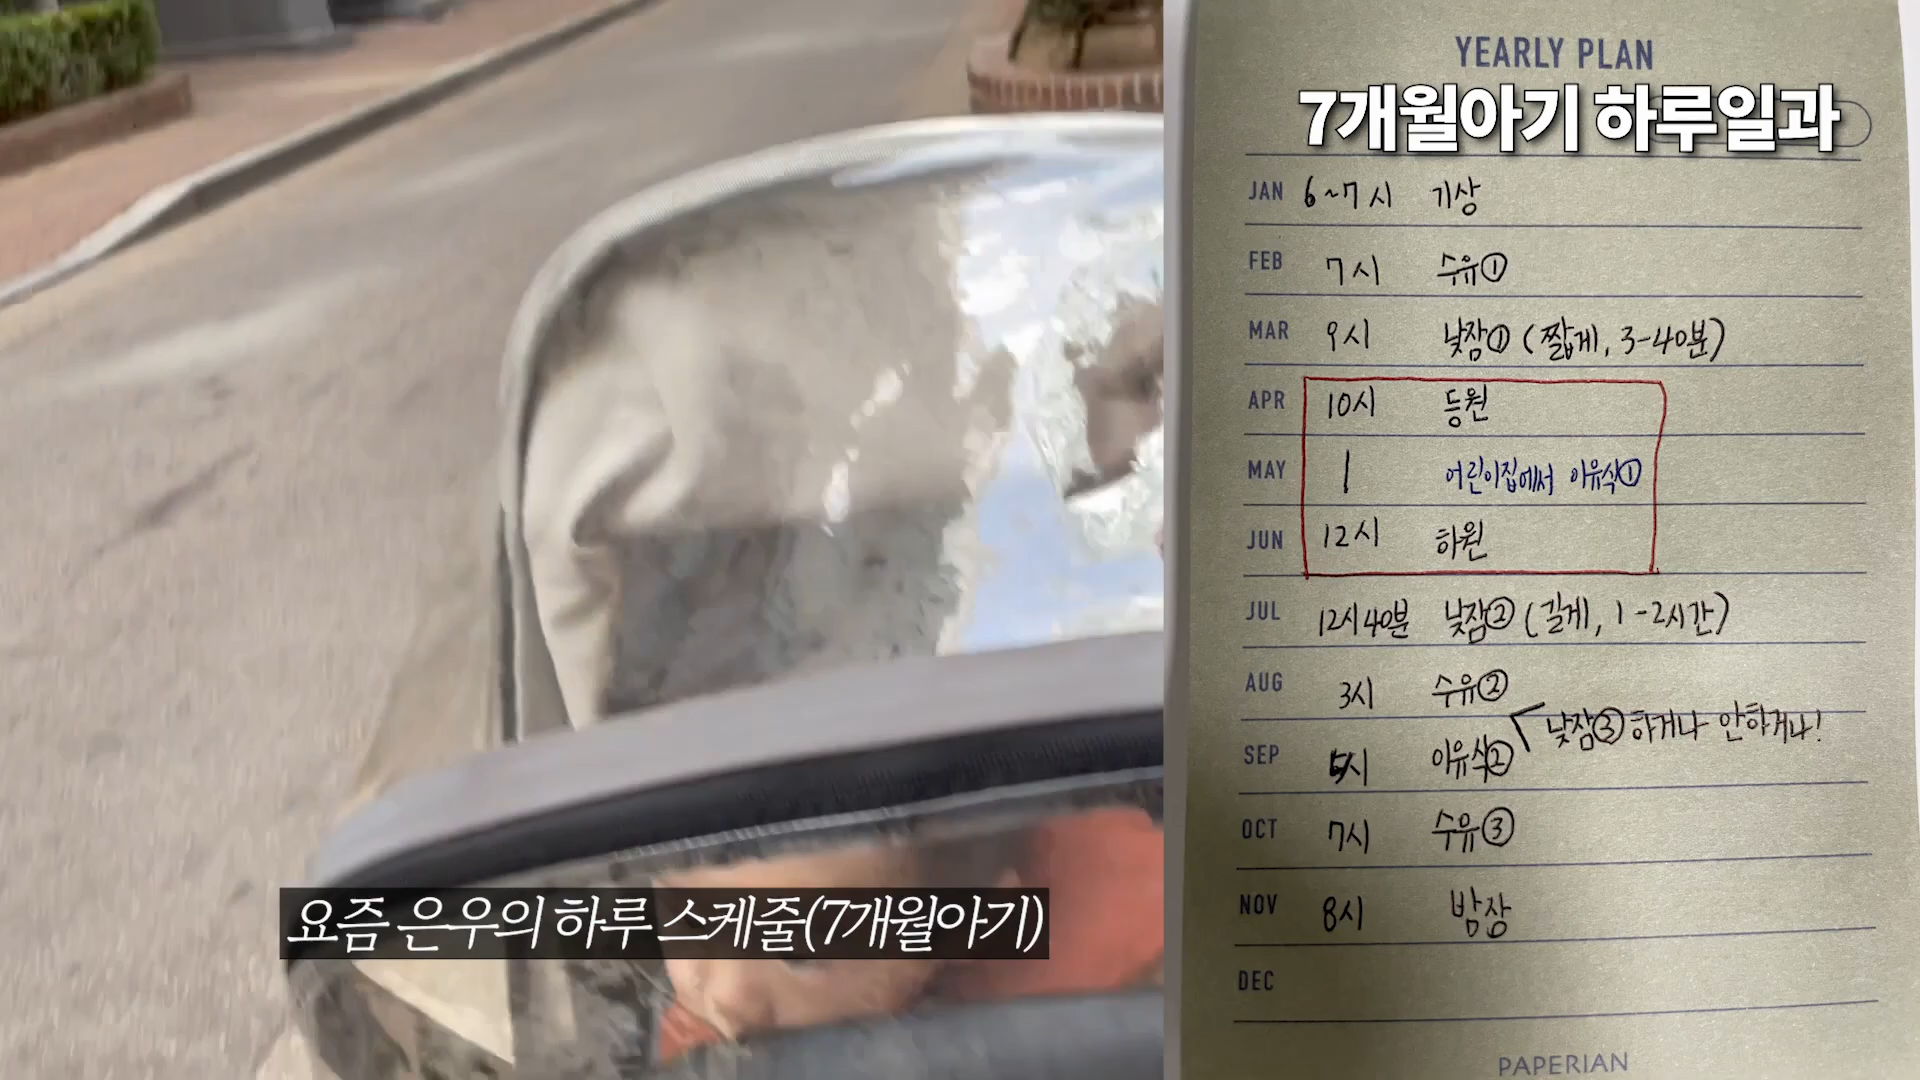 YEARLY PLAN
7개월아기 하루일과
JAN 6~7시 기상
FEB 7시 수유①
MAR 9시 낮잠① (짧게, 3-40분)
APR 10시 등원
MAY | 어린이집에서 이유식①
JUN 12시 하원
JUL 12시40분 낮잠② (길게, 1-2시간)
AUG 3시 수유②
낮잠③하거나 안하거나!
SEP 5시 이유식②
OCT 7시 수유③
NOV 8시 밤잠
DEC
PAPERIAN
요즘 은우의 하루 스케줄(7개월아기)